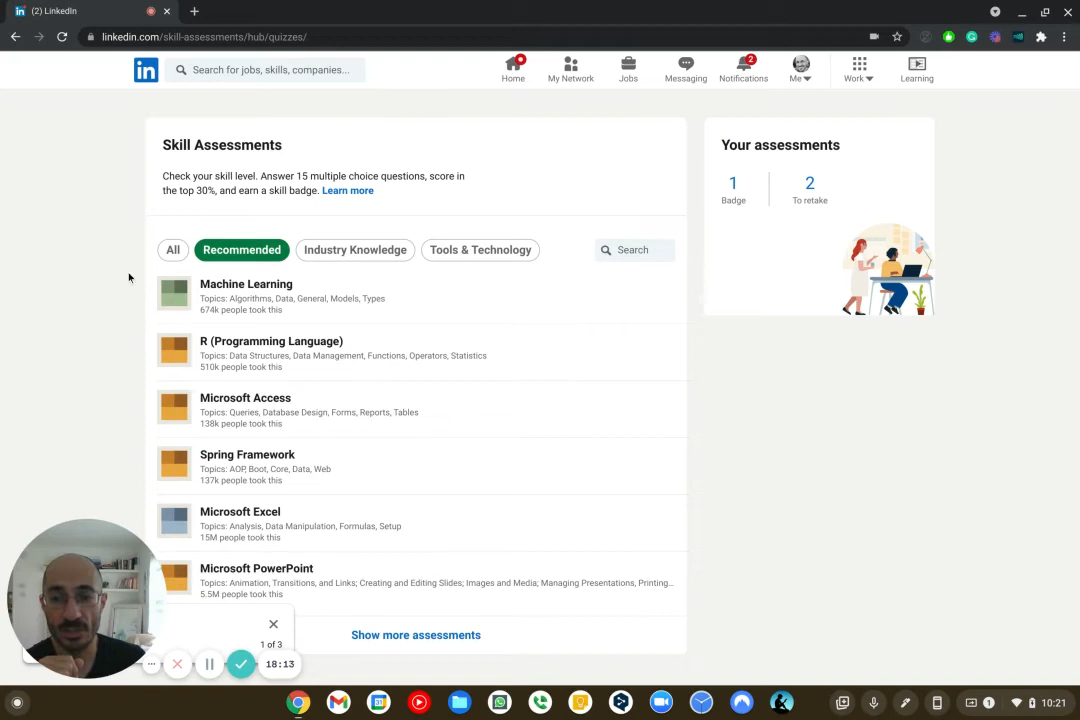 (2) LinkedIn
linkedin.com/skill-assessments/hub/quizzes/
in
Search for jobs, skills, companies...
Home
My Network
Jobs
Messaging
2
Notifications
Me
Work
Learning
Skill Assessments
Check your skill level. Answer 15 multiple choice questions, score in
the top 30%, and earn a skill badge. Learn more
All
Recommended
Industry Knowledge
Tools & Technology
Search
Machine Learning
Topics: Algorithms, Data, General, Models, Types
674k people took this
R (Programming Language)
Topics: Data Structures, Data Management, Functions, Operators, Statistics
510k people took this
Microsoft Access
Topics: Queries, Database Design, Forms, Reports, Tables
138k people took this
Spring Framework
Topics: AOP, Boot, Core, Data, Web
137k people took this
Microsoft Excel
Topics: Analysis, Data Manipulation, Formulas, Setup
15M people took this
Microsoft PowerPoint
Topics: Animation, Transitions, and Links; Creating and Editing Slides; Images and Media; Managing Presentations, Printing...
5.5M people took this
Show more assessments
Your assessments
1
Badge
2
To retake
1 of 3
18:13
1
10:21